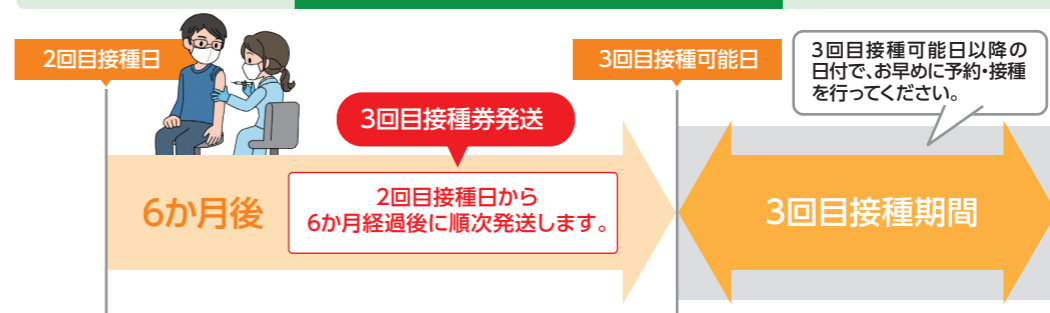 2回目接種日
3回目接種可能日
3回目接種可能日以降の
日付で、お早めに予約・接種
を行ってください。
3回目接種券発送
6か月後
2回目接種日から
6か月経過後に順次発送します。
3回目接種期間